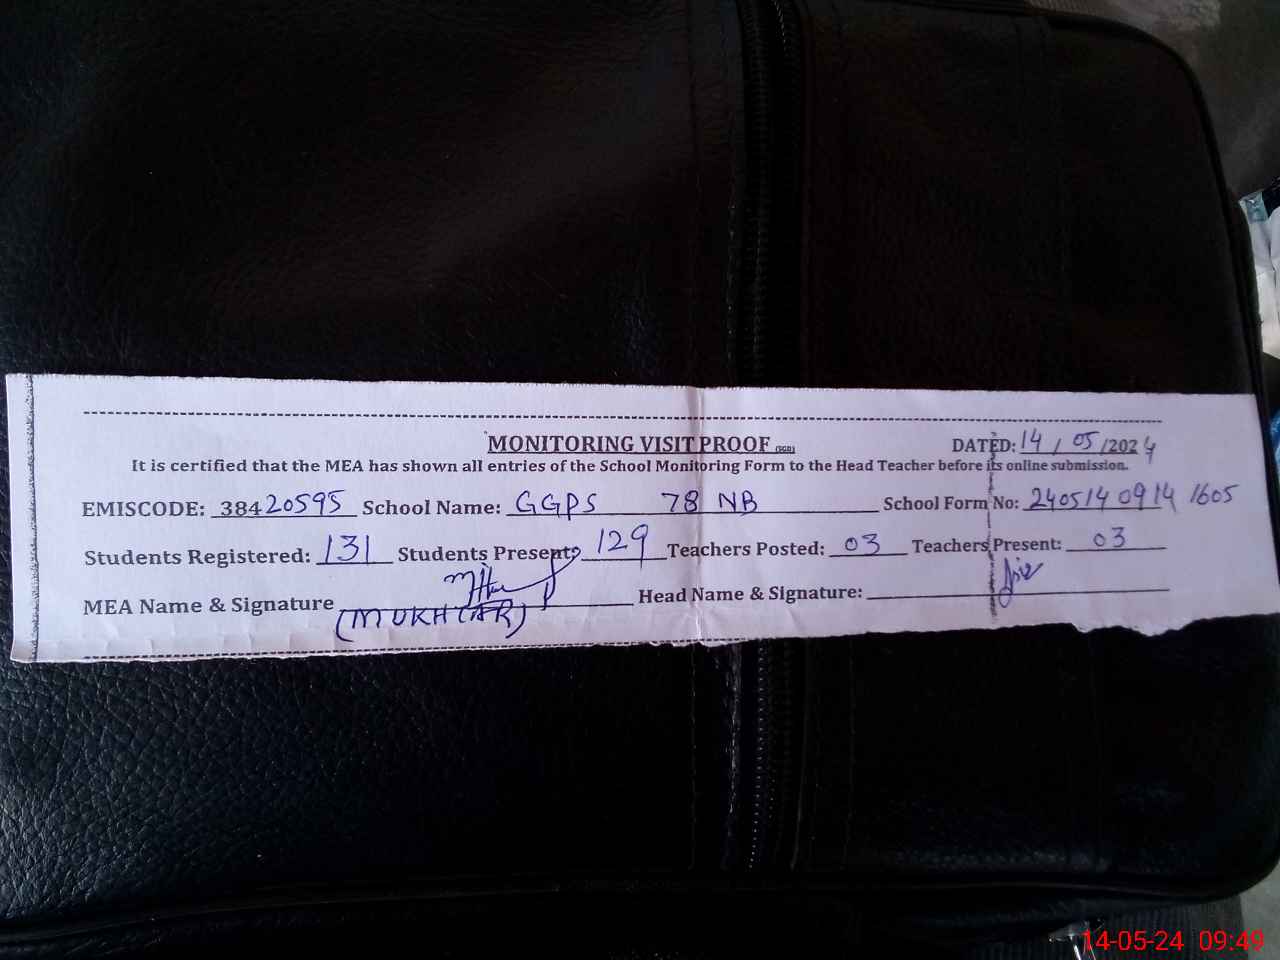 MONITORING VISIT PROOF (SGD) DATED: 14 / 05 /2024
It is certified that the MEA has shown all entries of the School Monitoring Form to the Head Teacher before its online submission.
EMISCODE: 38420595 School Name: GGPS 78 NB School Form No: 240514 0914 1605
Students Registered: 131 Students Present: 129 Teachers Posted: 03 Teachers Present: 03
MEA Name & Signature (MUKHTAR) Head Name & Signature:
14-05-24 09:49